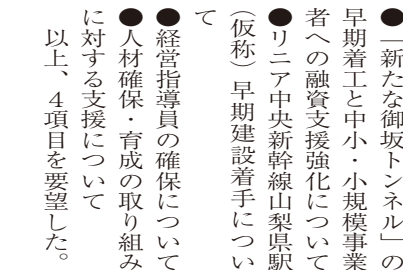 ●「新たな御坂トンネル」の
早期着工と中小・小規模事業
者への融資支援強化について
●リニア中央新幹線山梨県駅
（仮称）早期建設着手につい
て
●経営指導員の確保について
●人材確保・育成の取り組み
に対する支援について
以上、４項目を要望した。